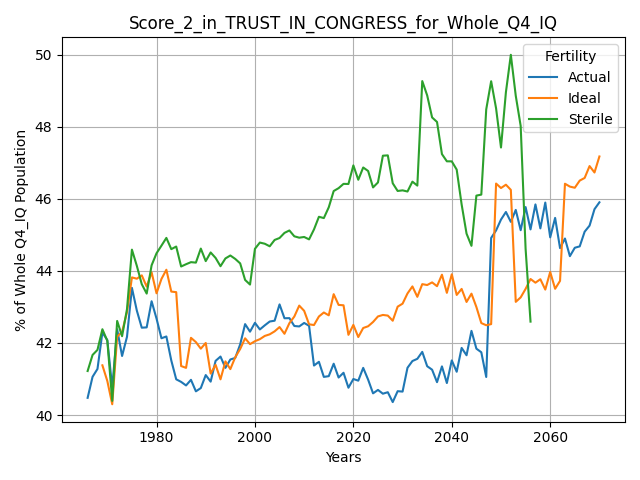 Score_2_in_TRUST_IN_CONGRESS_for_Whole_Q4_IQ
Fertility
Actual
Ideal
Sterile
% of Whole Q4_IQ Population
50
48
46
44
42
40
1980
2000
2020
2040
2060
Years